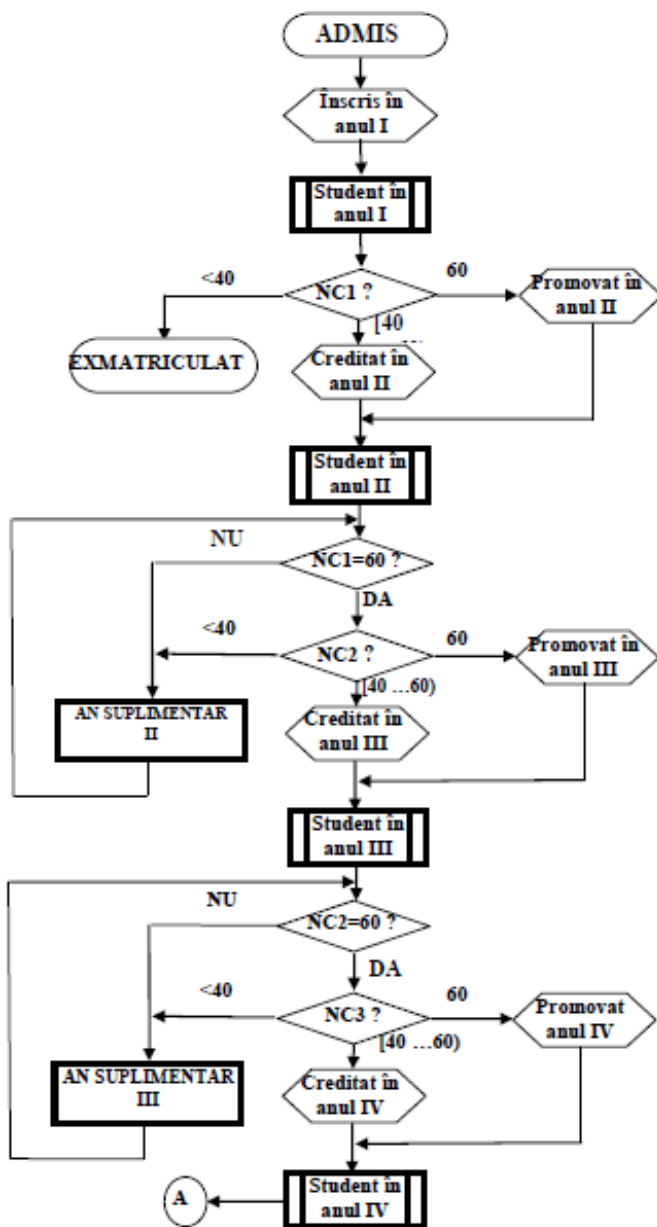 ADMIS
Înscris în
anul I
Student în
anul I
<40
NC1 ?
60
Promovat în
anul II
[40
EXMATRICULAT
Creditat în
anul II
Student în
anul II
NU
NC1=60 ?
DA
<40
NC2 ?
60
Promovat în
anul III
[40 ...60)
AN SUPLIMENTAR
II
Creditat în
anul III
Student în
anul III
NU
NC2=60 ?
DA
<40
NC3 ?
60
Promovat
anul IV
[40 ...60)
AN SUPLIMENTAR
III
Creditat în
anul IV
A
Student în
anul IV